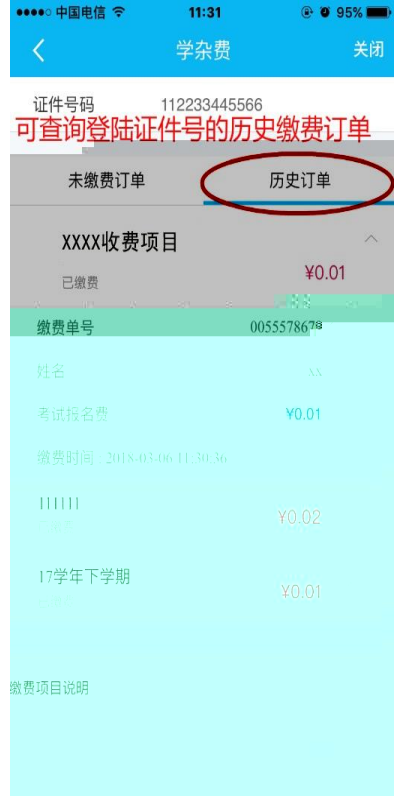 中国电信 11:31 95%
学杂费 关闭
证件号码 112233445566
可查询登陆证件号的历史缴费订单
未缴费订单 历史订单
XXXX收费项目
¥0.01
已缴费
缴费单号 0055578678
姓名 xx
考试报名费 ¥0.01
缴费时间：2018-03-06 11:30:36
111111
¥0.02
17学年下学期
¥0.01
缴费项目说明